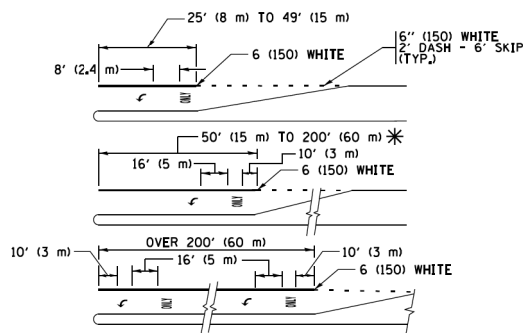 25' (8 m) TO 49' (15 m)
6" (150) WHITE
2' DASH - 6' SKIP
(TYP.)
8' (2.4 m)
6 (150) WHITE
ONLY
50' (15 m) TO 200' (60 m) ✳
10' (3 m)
16' (5 m)
6 (150) WHITE
ONLY
OVER 200' (60 m)
10' (3 m)
16' (5 m)
10' (3 m)
6 (150) WHITE
ONLY
ONLY